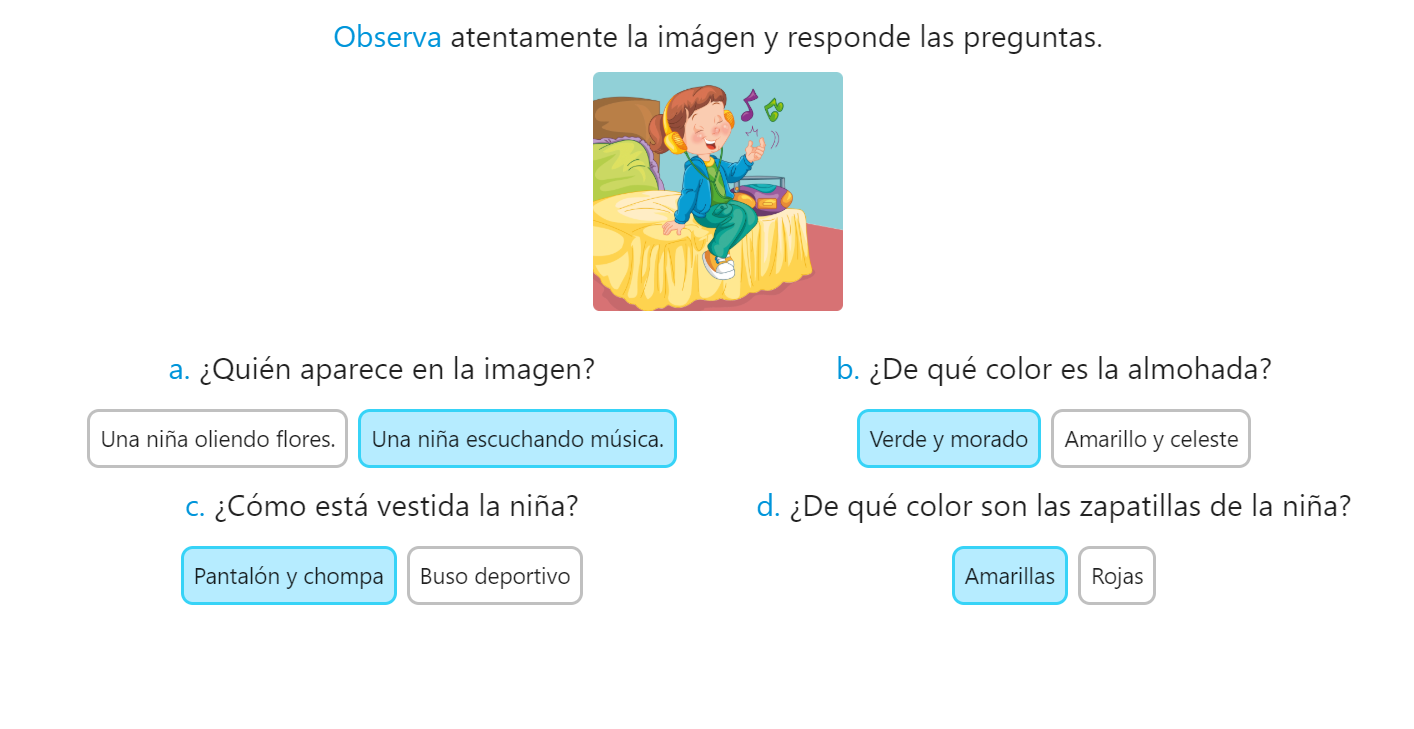 Observa atentamente la imágen y responde las preguntas.
a. ¿Quién aparece en la imagen?
Una niña oliendo flores.
Una niña escuchando música.
b. ¿De qué color es la almohada?
Verde y morado
Amarillo y celeste
c. ¿Cómo está vestida la niña?
Pantalón y chompa
Buso deportivo
d. ¿De qué color son las zapatillas de la niña?
Amarillas
Rojas